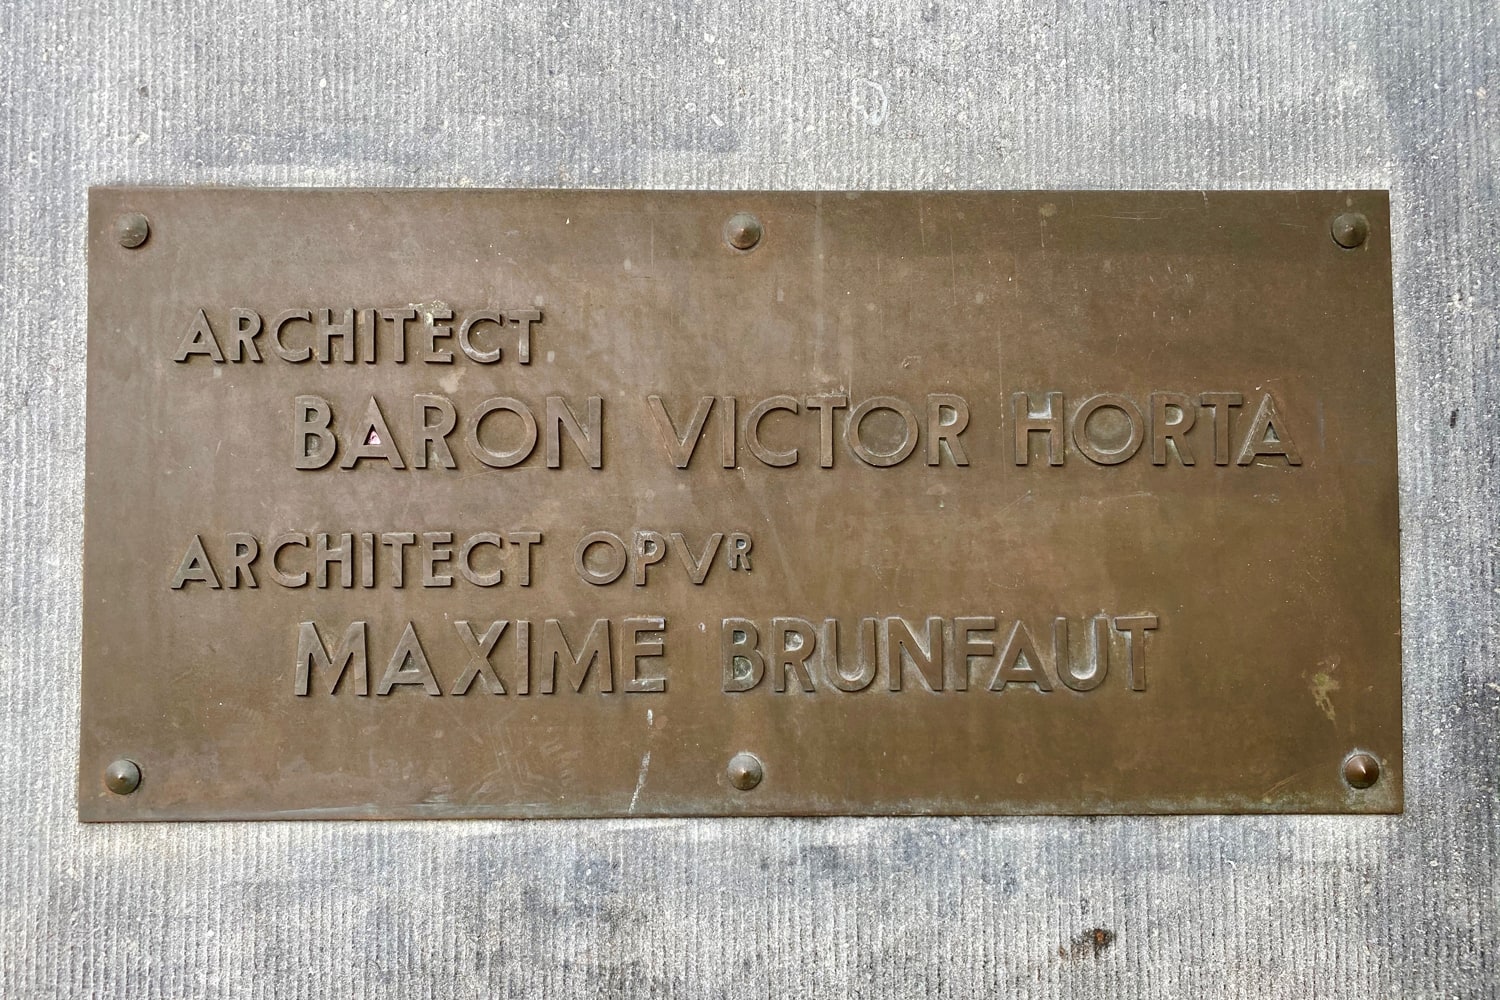 ARCHITECT
BARON VICTOR HORTA
ARCHITECT OPVᴿ
MAXIME BRUNFAUT